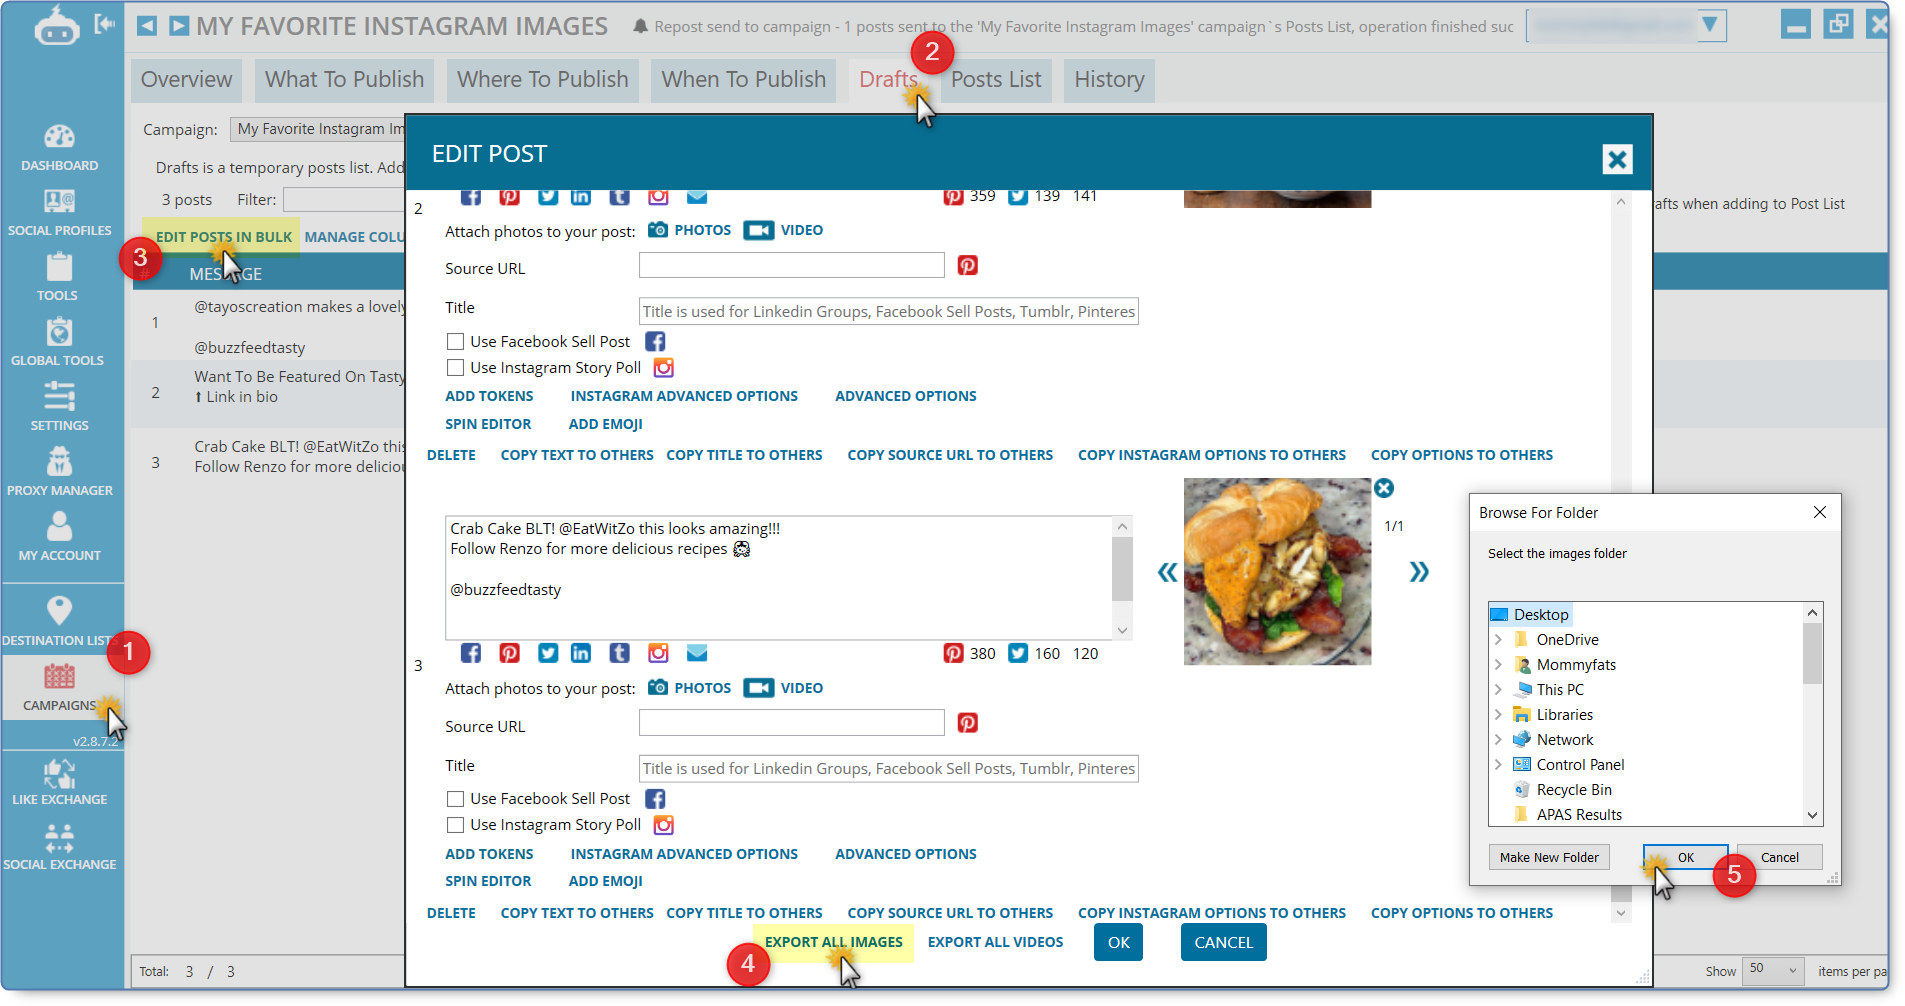 MY FAVORITE INSTAGRAM IMAGES
Repost send to campaign - 1 posts sent to the 'My Favorite Instagram Images' campaign`s Posts List, operation finished suc
2
Overview
What To Publish
Where To Publish
When To Publish
Drafts
Posts List
History
DASHBOARD
SOCIAL PROFILES
TOOLS
GLOBAL TOOLS
SETTINGS
PROXY MANAGER
MY ACCOUNT
DESTINATION LISTS
1
CAMPAIGNS
v2.8.7.2
LIKE EXCHANGE
SOCIAL EXCHANGE
Campaign:
My Favorite Instagram Im
Drafts is a temporary posts list. Add
afts when adding to Post List
3 posts
Filter:
EDIT POSTS IN BULK
MANAGE COLU
3
#
MESSAGE
1
@tayoscreation makes a lovely
@buzzfeedtasty
2
Want To Be Featured On Tasty
⬆ Link in bio
3
Crab Cake BLT! @EatWitZo this
Follow Renzo for more deliciou
Total: 3 / 3
Show 50 items per pa
EDIT POST
2
359 139 141
Attach photos to your post: PHOTOS VIDEO
Source URL
Title
Title is used for Linkedin Groups, Facebook Sell Posts, Tumblr, Pinteres
Use Facebook Sell Post
Use Instagram Story Poll
ADD TOKENS INSTAGRAM ADVANCED OPTIONS ADVANCED OPTIONS
SPIN EDITOR ADD EMOJI
DELETE COPY TEXT TO OTHERS COPY TITLE TO OTHERS COPY SOURCE URL TO OTHERS COPY INSTAGRAM OPTIONS TO OTHERS COPY OPTIONS TO OTHERS
Crab Cake BLT! @EatWitZo this looks amazing!!!
Follow Renzo for more delicious recipes
@buzzfeedtasty
1/1
3
380 160 120
Attach photos to your post: PHOTOS VIDEO
Source URL
Title
Title is used for Linkedin Groups, Facebook Sell Posts, Tumblr, Pinteres
Use Facebook Sell Post
Use Instagram Story Poll
ADD TOKENS INSTAGRAM ADVANCED OPTIONS ADVANCED OPTIONS
SPIN EDITOR ADD EMOJI
DELETE COPY TEXT TO OTHERS COPY TITLE TO OTHERS COPY SOURCE URL TO OTHERS COPY INSTAGRAM OPTIONS TO OTHERS COPY OPTIONS TO OTHERS
EXPORT ALL IMAGES EXPORT ALL VIDEOS OK CANCEL
4
Browse For Folder
Select the images folder
Desktop
OneDrive
Mommyfats
This PC
Libraries
Network
Control Panel
Recycle Bin
APAS Results
Make New Folder OK Cancel
5